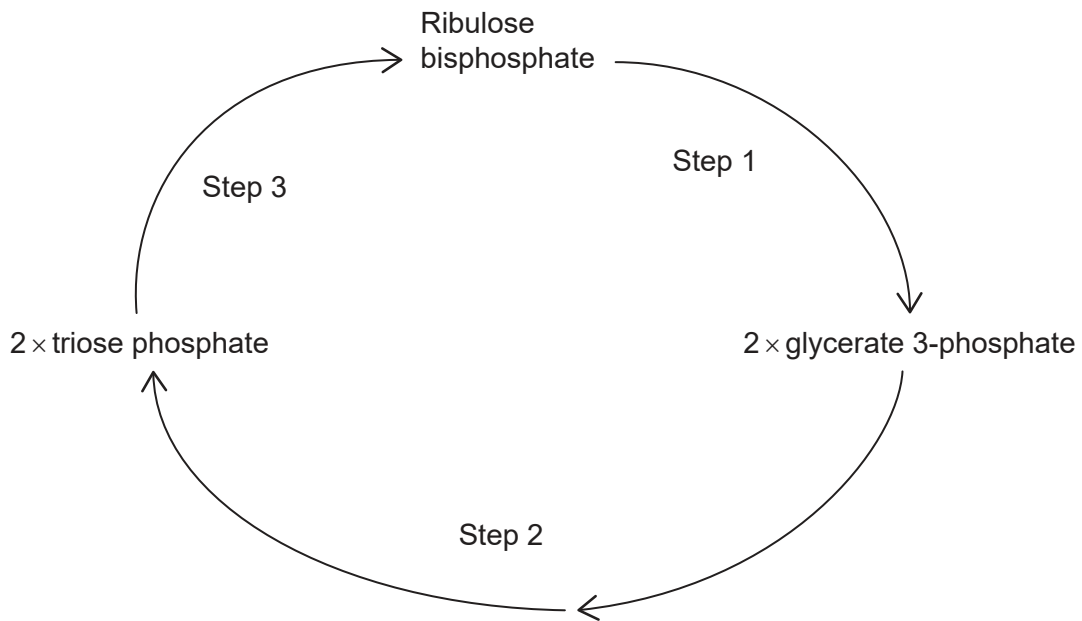 Ribulose
bisphosphate
Step 1
Step 3
2 × triose phosphate
2 × glycerate 3-phosphate
Step 2